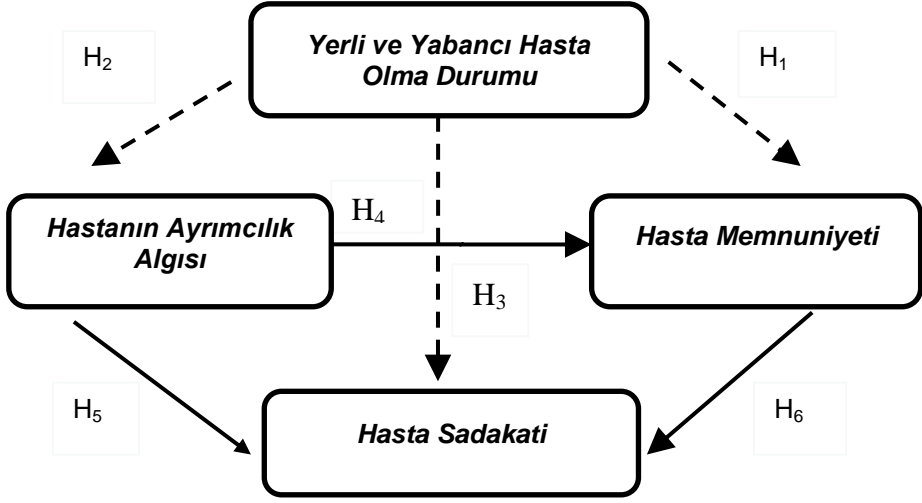 Yerli ve Yabancı Hasta
Olma Durumu
H2
H1
Hastanın Ayrımcılık
Algısı
H4
Hasta Memnuniyeti
H3
H5
Hasta Sadakati
H6